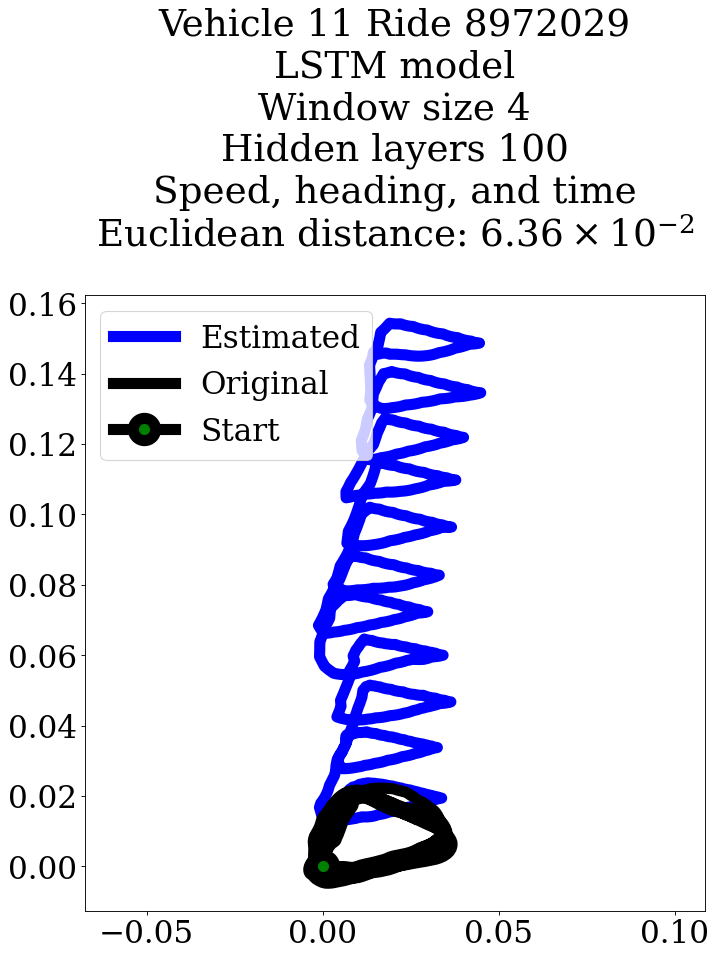 Vehicle 11 Ride 8972029
LSTM model
Window size 4
Hidden layers 100
Speed, heading, and time
Euclidean distance: 6.36 × 10⁻²
0.16
0.14
0.12
0.10
0.08
0.06
0.04
0.02
0.00
Estimated
Original
Start
−0.05
0.00
0.05
0.10